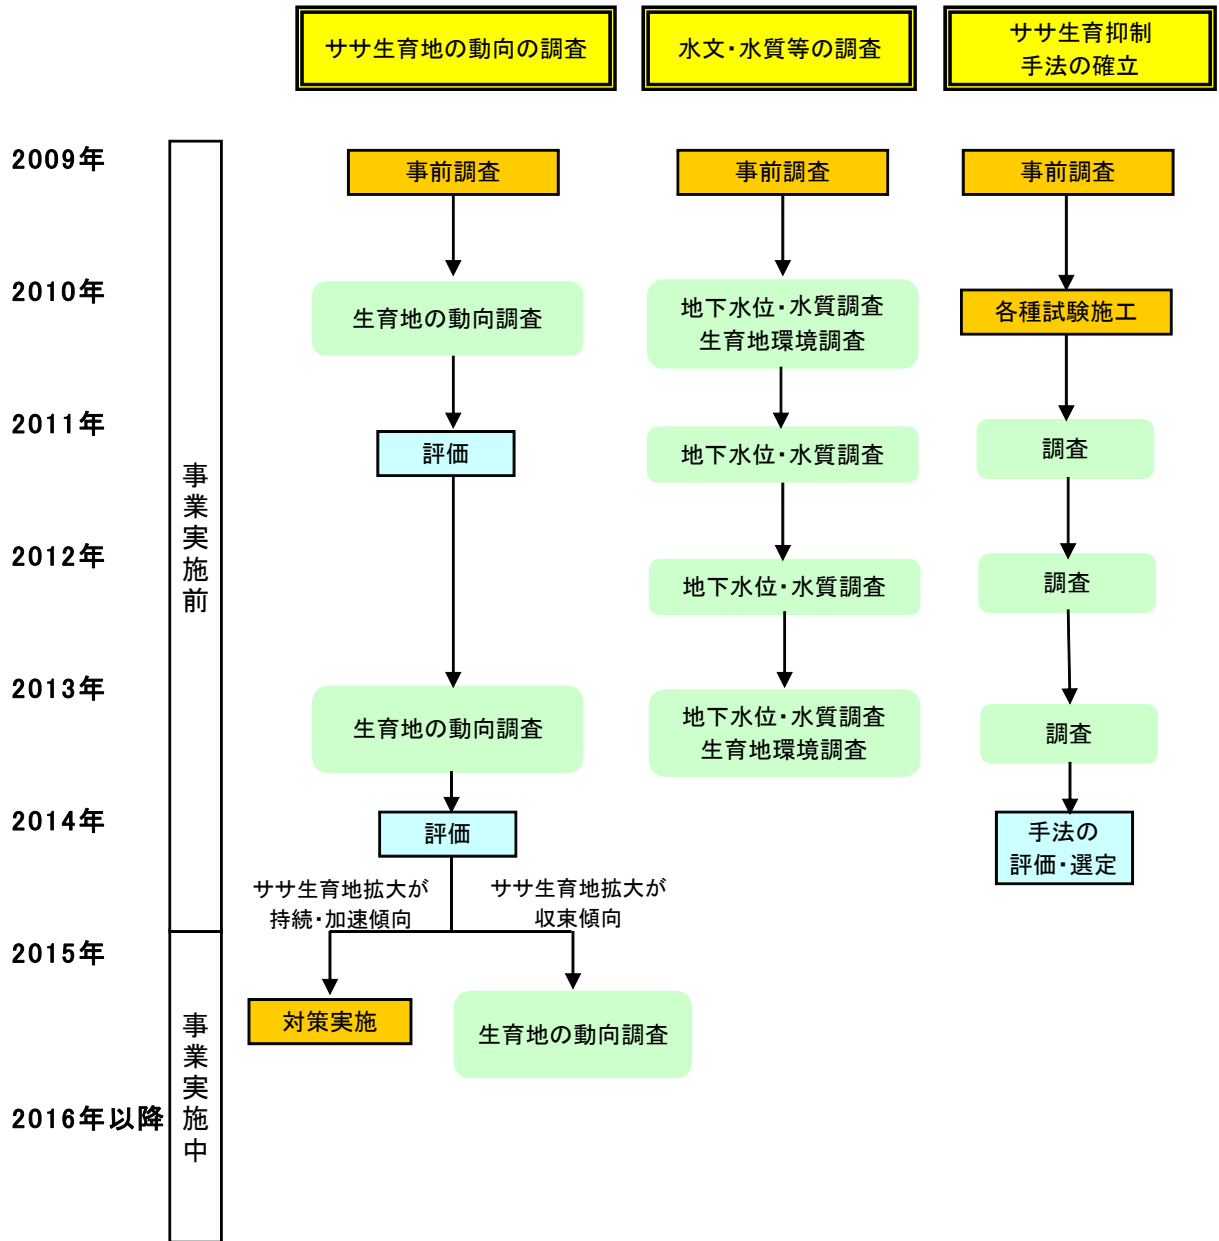 ササ生育地の動向の調査
水文・水質等の調査
ササ生育抑制
手法の確立
2009年
事前調査
事前調査
事前調査
2010年
生育地の動向調査
地下水位・水質調査
生育地環境調査
各種試験施工
2011年
評価
地下水位・水質調査
調査
事業実施前
2012年
地下水位・水質調査
調査
2013年
生育地の動向調査
地下水位・水質調査
生育地環境調査
調査
2014年
評価
手法の
評価・選定
ササ生育地拡大が
持続・加速傾向
ササ生育地拡大が
収束傾向
2015年
対策実施
生育地の動向調査
事業実施中
2016年以降